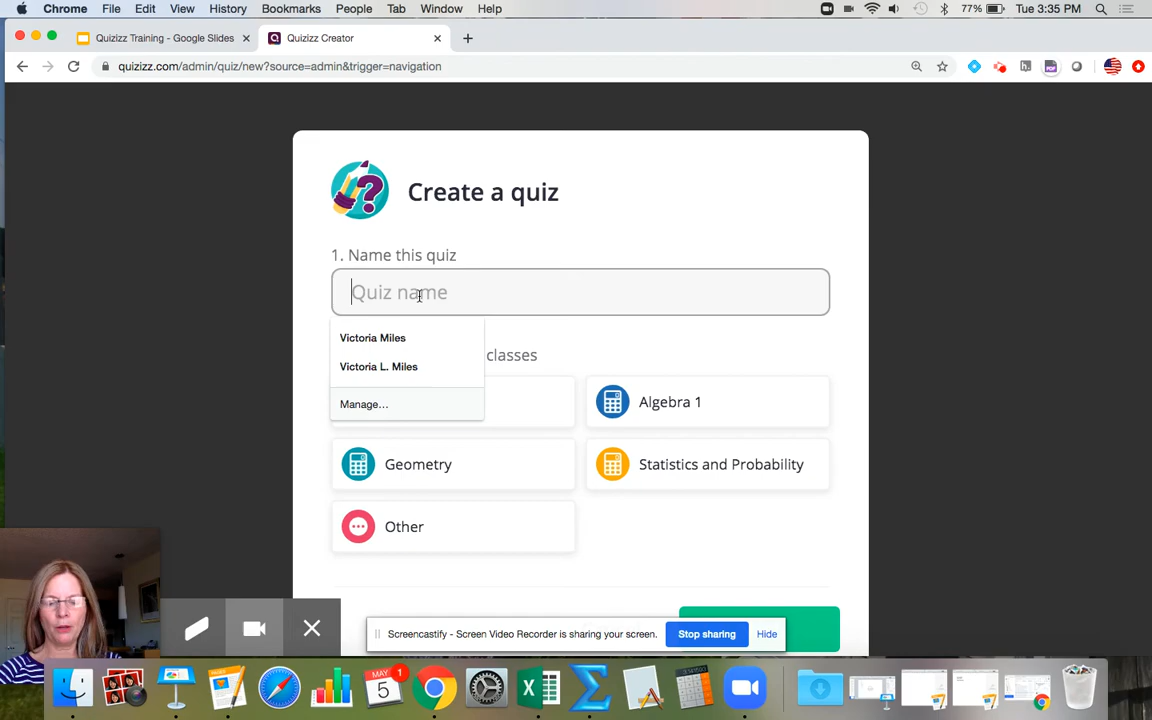 Chrome File Edit View History Bookmarks People Tab Window Help 77% Tue 3:35 PM
Quizizz Training - Google Slides Quizizz Creator
quizizz.com/admin/quiz/new?source=admin&trigger=navigation
Create a quiz
1. Name this quiz
Quiz name
Victoria Miles
classes
Victoria L. Miles
Manage...
Algebra 1
Geometry
Statistics and Probability
Other
Screencastify - Screen Video Recorder is sharing your screen. Stop sharing Hide
MAY 1
5